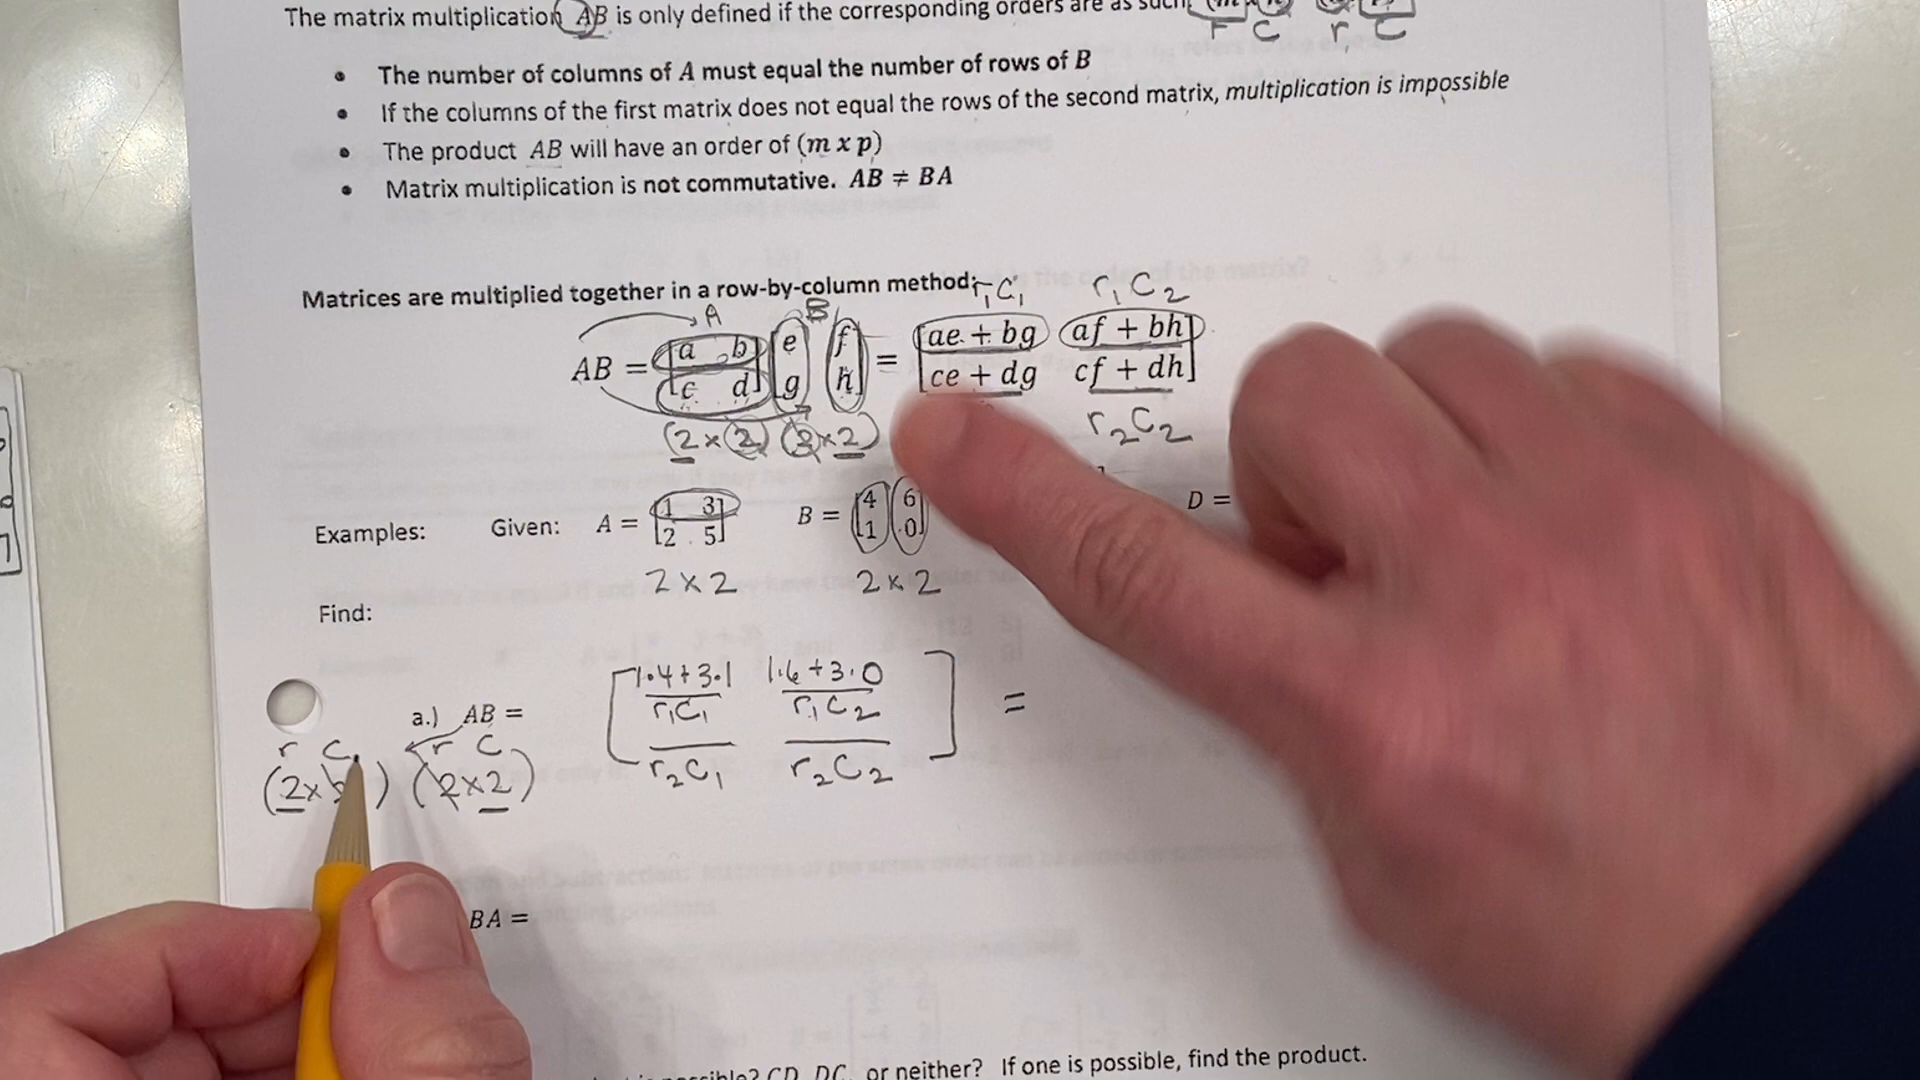 The matrix multiplication AB is only defined if the corresponding orders are as such:
r C r C
• The number of columns of A must equal the number of rows of B
• If the columns of the first matrix does not equal the rows of the second matrix, multiplication is impossible
• The product AB will have an order of (m x p)
• Matrix multiplication is not commutative. AB ≠ BA
Matrices are multiplied together in a row-by-column method:
A B r₁C₁ r₁C₂
AB = [a b] [e f] = [ae + bg af + bh]
[c d] [g h] [ce + dg cf + dh]
(2×2) (2×2) r₂C₂
Examples: Given: A = [1 3] B = [4 6] D =
[2 5] [1 0]
2×2 2×2
Find:
a.) AB = [1·4+3·1 1·6+3·0] =
r₁C₁ r₁C₂
r C r C
r₂C₁ r₂C₂
(2× ) (2×2)
BA =
CD, DC, or neither? If one is possible, find the product.